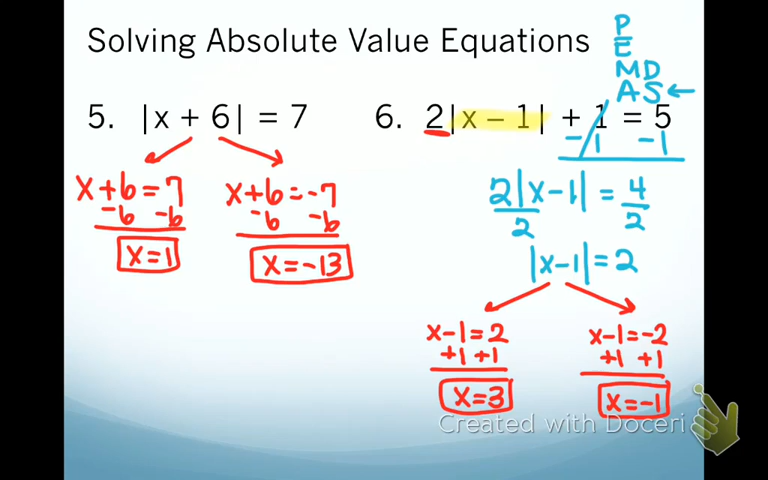 Solving Absolute Value Equations
P
E
MD
AS ←
5. |x + 6| = 7
x+6=7
-6 -6
x=1
x+6=-7
-6 -6
x=-13
6. 2|x – 1| + 1 = 5
-1 -1
2|x-1| = 4
2 2
|x-1|=2
x-1=2
+1 +1
x=3
x-1=-2
+1 +1
x=-1
Created with Doceri